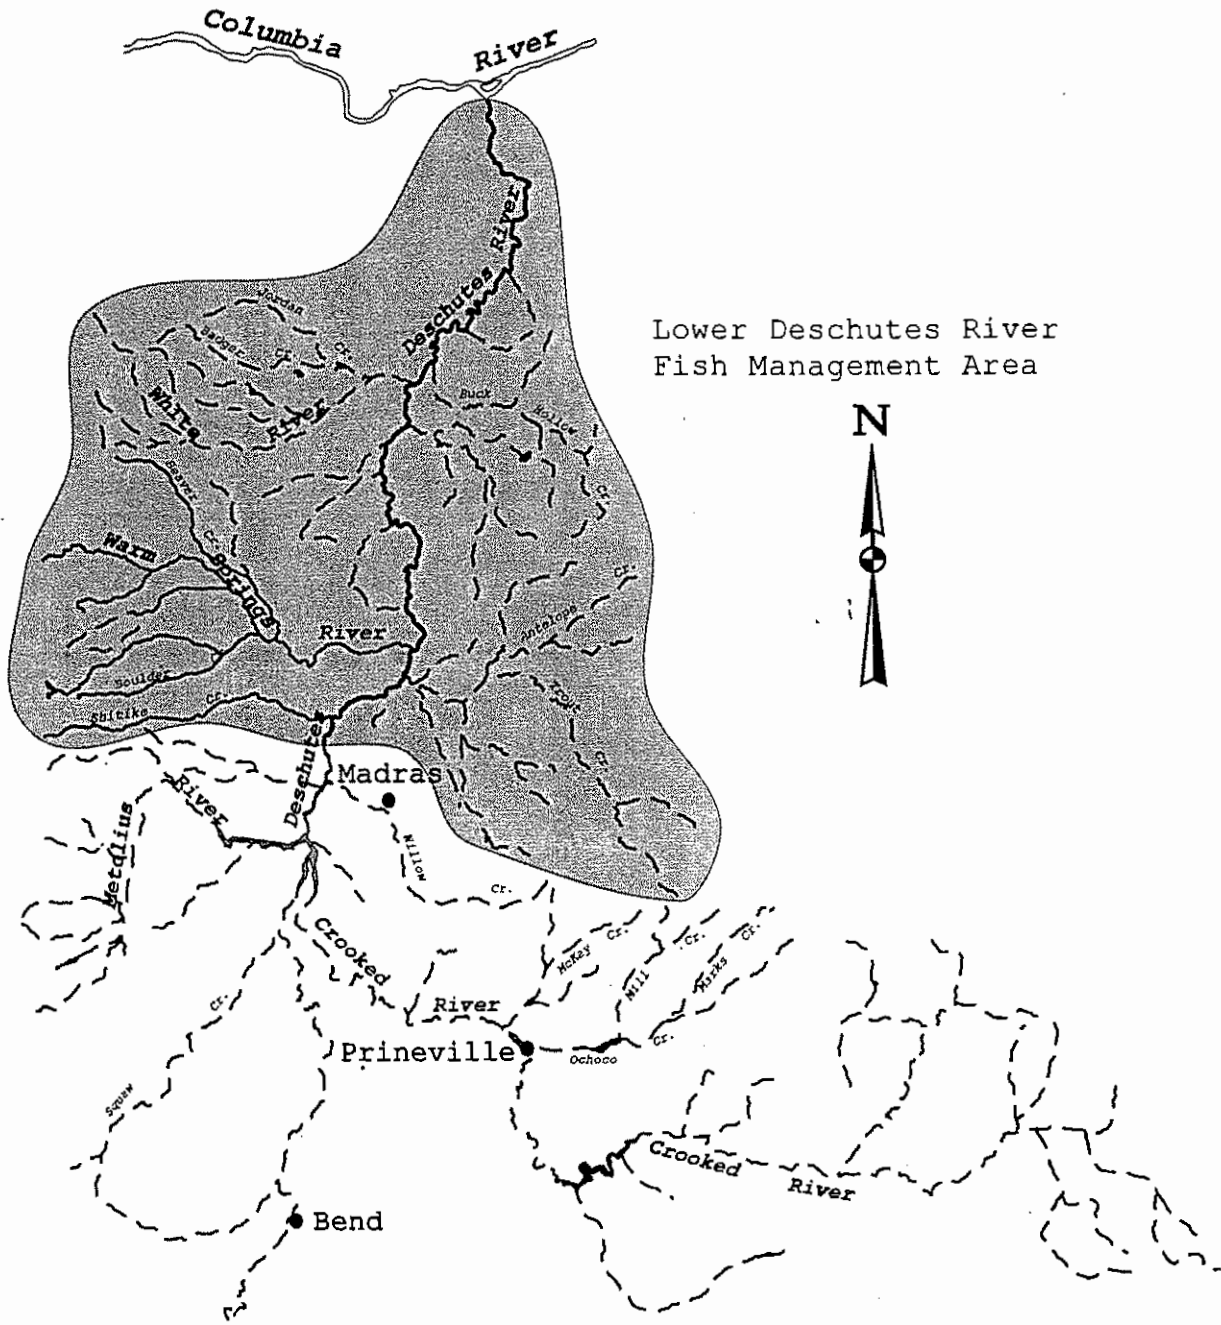 Columbia
River
Deschutes River
Lower Deschutes River
Fish Management Area
N
Jordan
Cr.
Badger
Cr.
White
River
Buck
Hollow
Cr.
Beaver
Cr.
Warm
Springs
River
Antelope
Cr.
Boulder
Shitike
Cr.
Trout
Cr.
Deschutes
Madras
River
Metolius
Willow
Cr.
Crooked
River
McKay
Cr.
Mill
Cr.
Marks
Cr.
Cr.
Squaw
Prineville
Ochoco
Cr.
Crooked
River
Bend